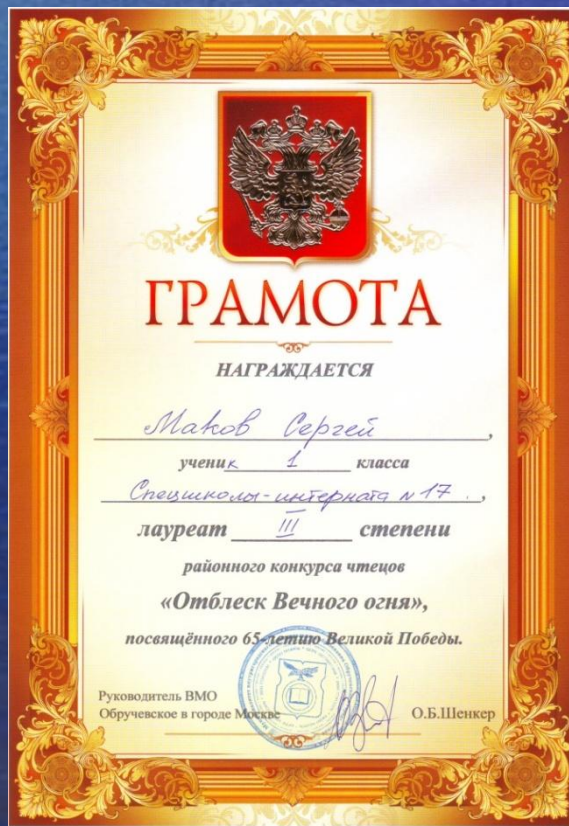 ГРАМОТА
НАГРАЖДАЕТСЯ
Маков Сергей,
ученик 1 класса
Спецшколы-интерната № 17.,
лауреат III степени
районного конкурса чтецов
«Отблеск Вечного огня»,
посвящённого 65-летию Великой Победы.
Руководитель ВМО
Обручевское в городе Москве О.Б.Шенкер